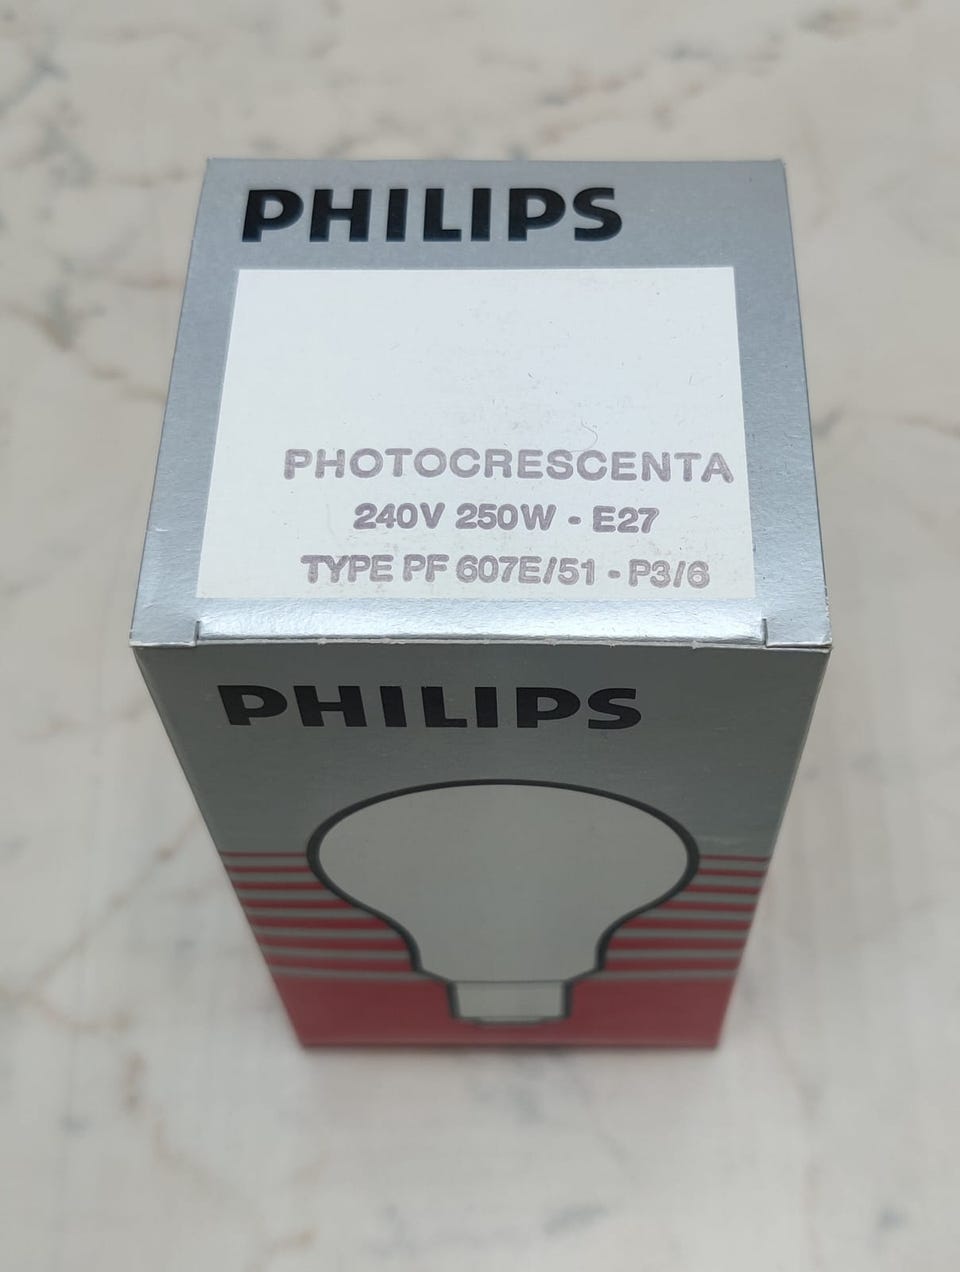 PHILIPS
PHOTOCRESCENTA
240V 250W - E27
TYPE PF 607E/51 - P3/6
PHILIPS